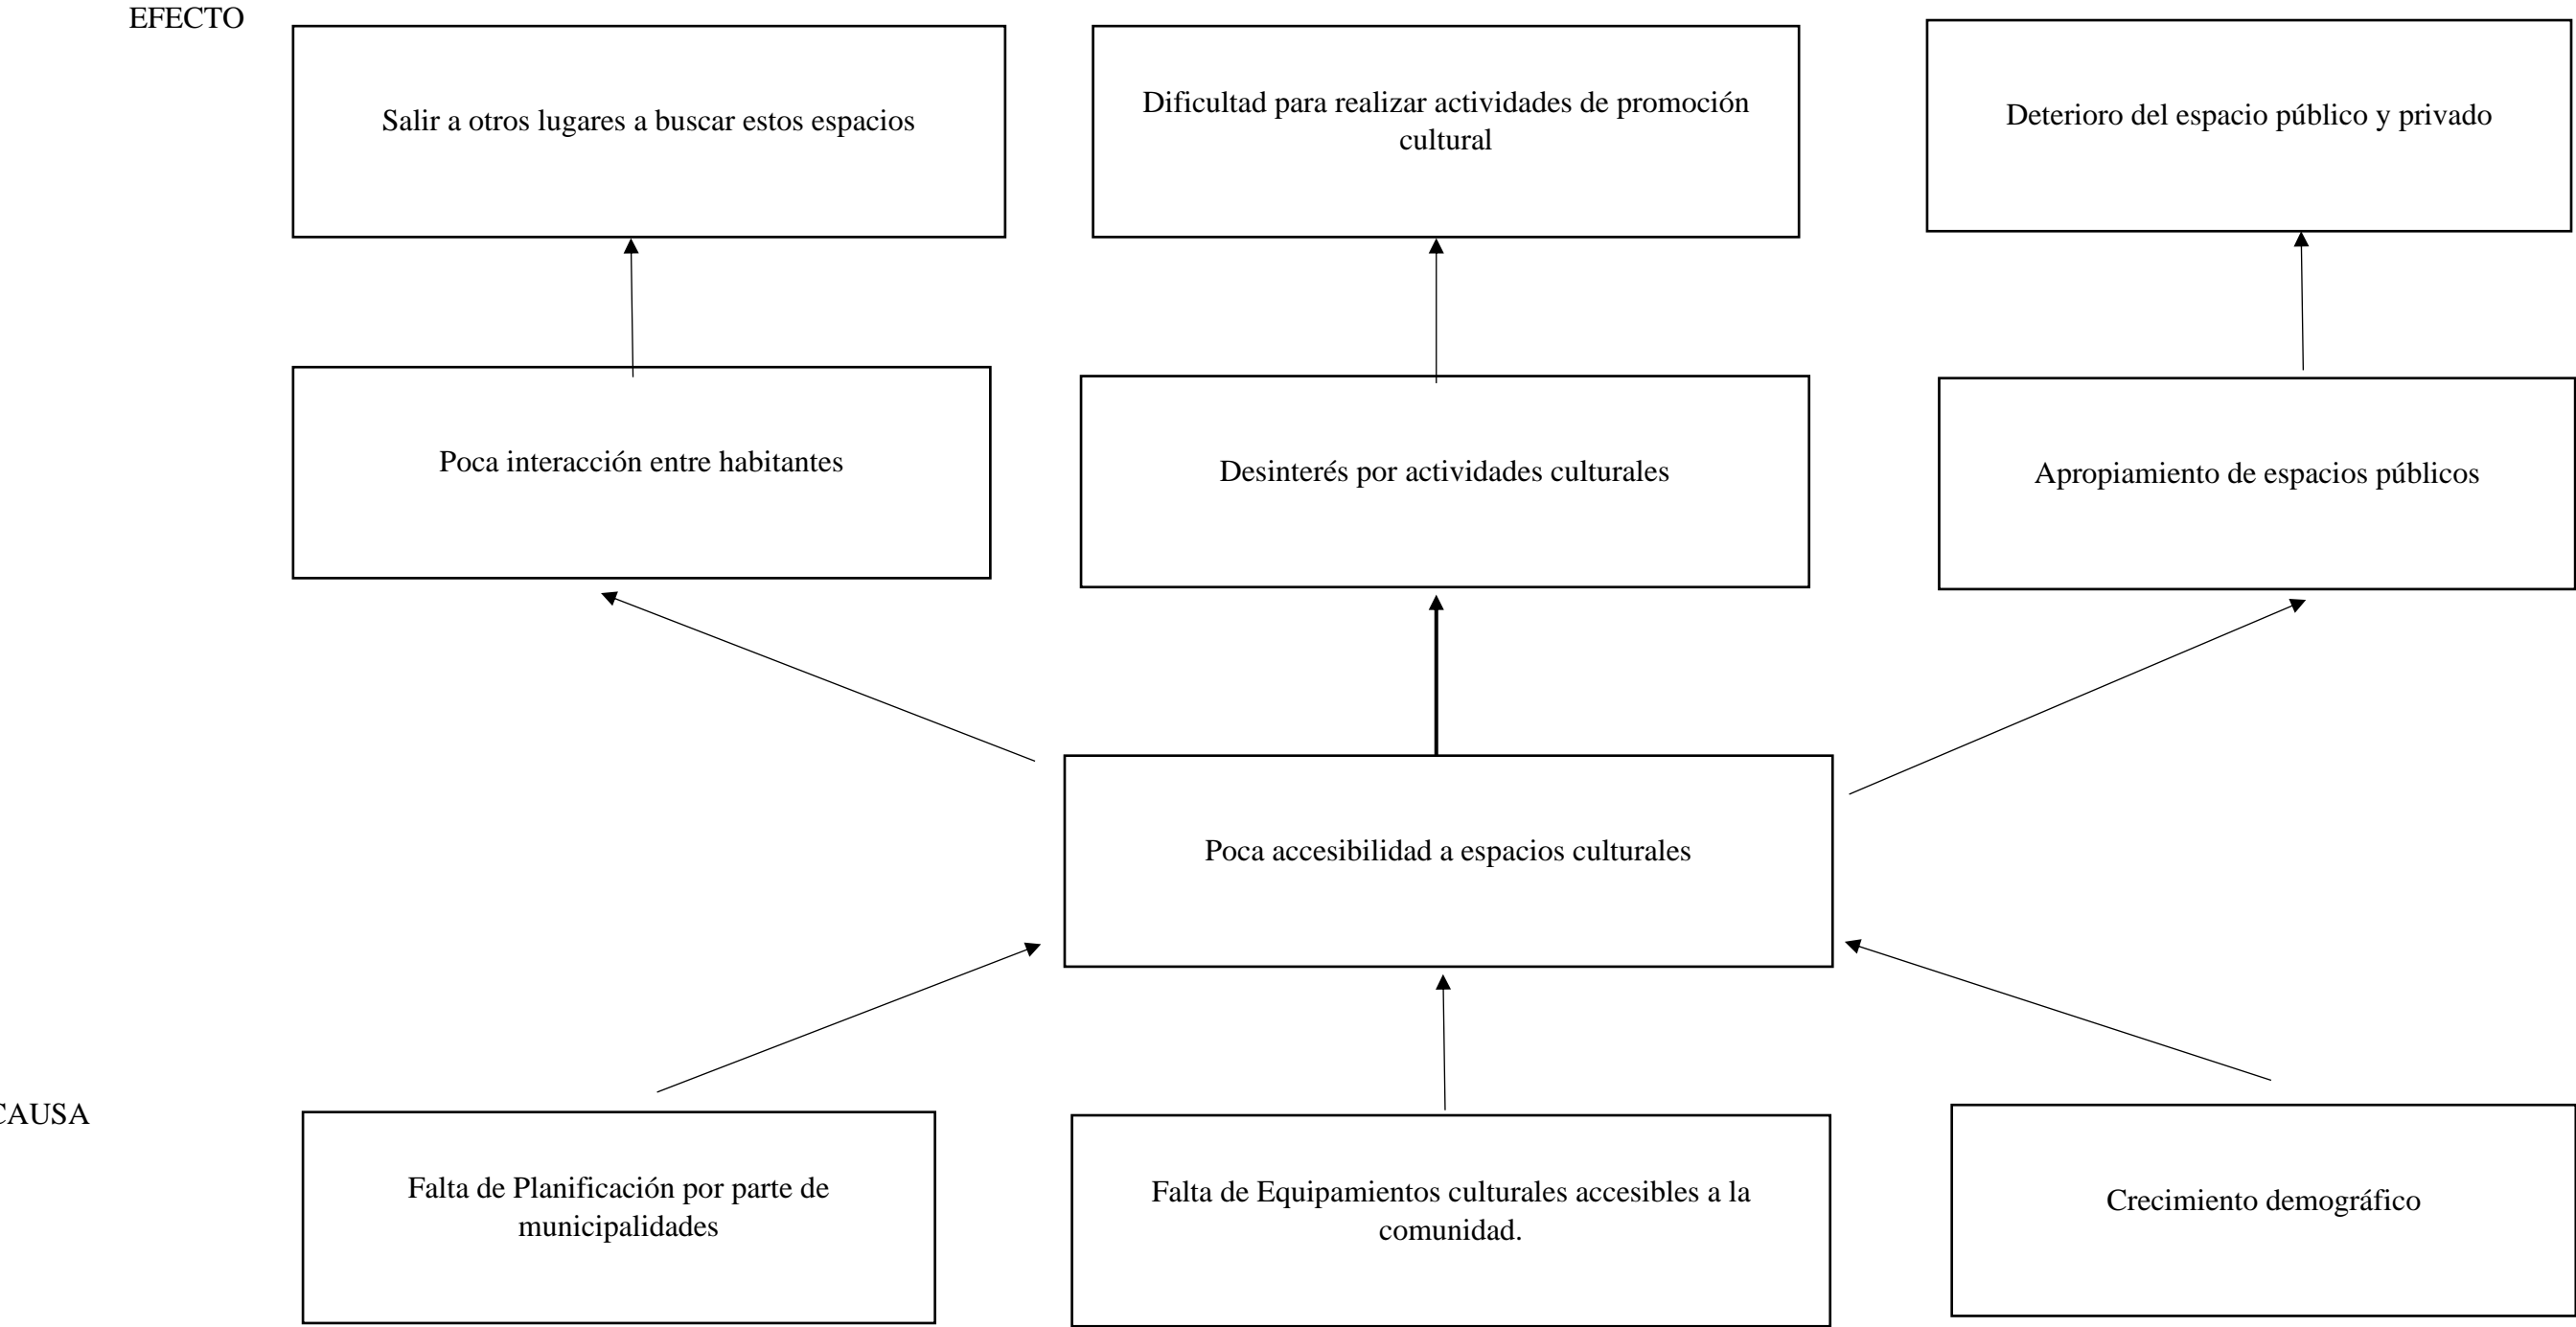 EFECTO
Salir a otros lugares a buscar estos espacios
Dificultad para realizar actividades de promoción
cultural
Deterioro del espacio público y privado
Poca interacción entre habitantes
Desinterés por actividades culturales
Apropiamiento de espacios públicos
Poca accesibilidad a espacios culturales
CAUSA
Falta de Planificación por parte de
municipalidades
Falta de Equipamientos culturales accesibles a la
comunidad.
Crecimiento demográfico